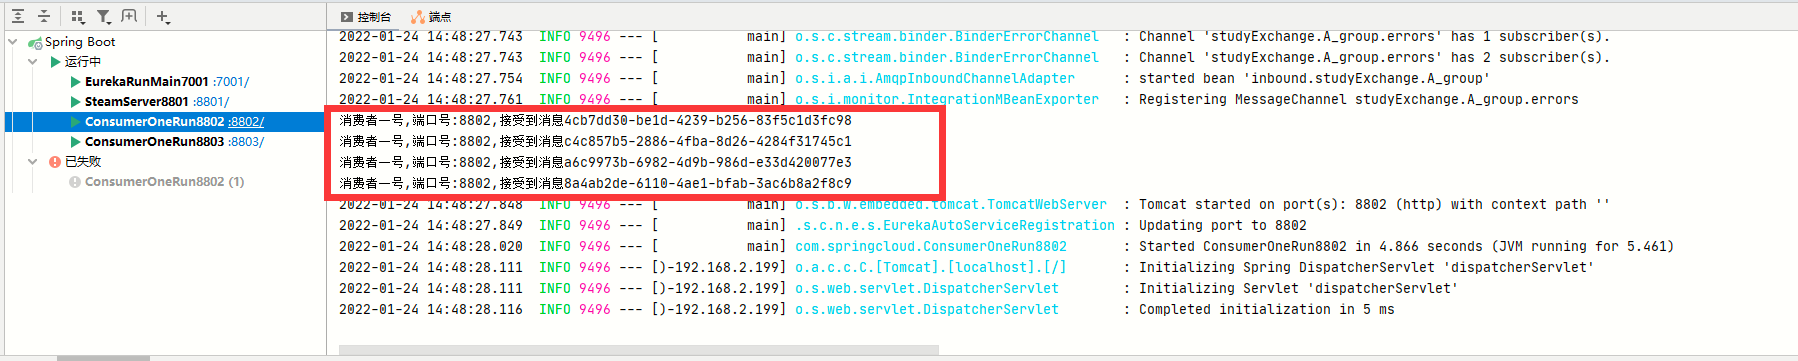 控制台 端点
Spring Boot
运行中
EurekaRunMain7001 :7001/
SteamServer8801 :8801/
ConsumerOneRun8802 :8802/
ConsumerOneRun8803 :8803/
已失败
ConsumerOneRun8802 (1)
2022-01-24 14:48:27.743  INFO 9496 --- [           main] o.s.c.stream.binder.BinderErrorChannel   : Channel 'studyExchange.A_group.errors' has 1 subscriber(s).
2022-01-24 14:48:27.743  INFO 9496 --- [           main] o.s.c.stream.binder.BinderErrorChannel   : Channel 'studyExchange.A_group.errors' has 2 subscriber(s).
2022-01-24 14:48:27.754  INFO 9496 --- [           main] o.s.i.a.i.AmqpInboundChannelAdapter      : started bean 'inbound.studyExchange.A_group'
2022-01-24 14:48:27.761  INFO 9496 --- [           main] o.s.i.monitor.IntegrationMBeanExporter   : Registering MessageChannel studyExchange.A_group.errors
消费者一号,端口号:8802,接受到消息4cb7dd30-be1d-4239-b256-83f5c1d3fc98
消费者一号,端口号:8802,接受到消息c4c857b5-2886-4fba-8d26-4284f31745c1
消费者一号,端口号:8802,接受到消息a6c9973b-6982-4d9b-986d-e33d420077e3
消费者一号,端口号:8802,接受到消息8a4ab2de-6110-4ae1-bfab-3ac6b8a2f8c9
2022-01-24 14:48:27.848  INFO 9496 --- [           main] o.s.b.w.embedded.tomcat.TomcatWebServer  : Tomcat started on port(s): 8802 (http) with context path ''
2022-01-24 14:48:27.849  INFO 9496 --- [           main] .s.c.n.e.s.EurekaAutoServiceRegistration : Updating port to 8802
2022-01-24 14:48:28.020  INFO 9496 --- [           main] com.springcloud.ConsumerOneRun8802       : Started ConsumerOneRun8802 in 4.866 seconds (JVM running for 5.461)
2022-01-24 14:48:28.111  INFO 9496 --- [)-192.168.2.199] o.a.c.c.C.[Tomcat].[localhost].[/]       : Initializing Spring DispatcherServlet 'dispatcherServlet'
2022-01-24 14:48:28.111  INFO 9496 --- [)-192.168.2.199] o.s.web.servlet.DispatcherServlet        : Initializing Servlet 'dispatcherServlet'
2022-01-24 14:48:28.116  INFO 9496 --- [)-192.168.2.199] o.s.web.servlet.DispatcherServlet        : Completed initialization in 5 ms